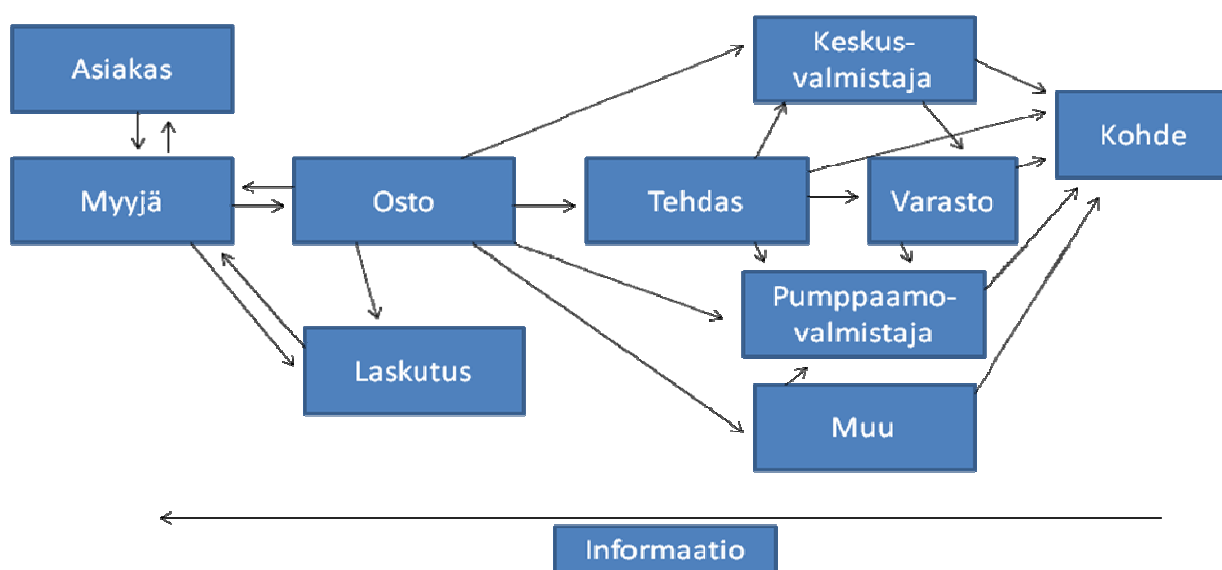 Asiakas
Keskus-
valmistaja
Kohde
Myyjä
Osto
Tehdas
Varasto
Pumppaamo-
valmistaja
Laskutus
Muu
Informaatio